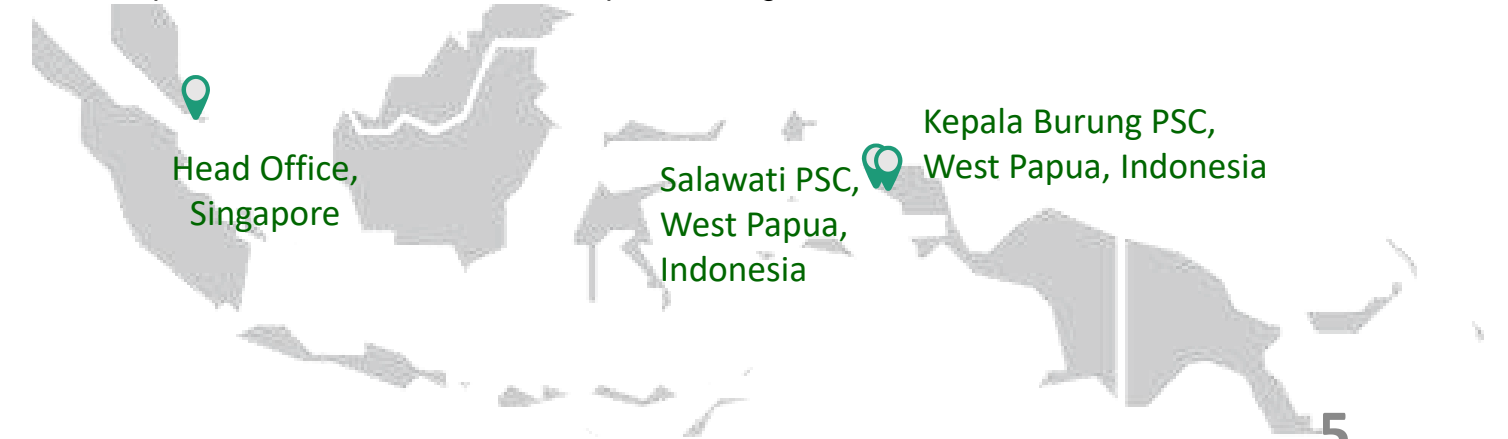 Head Office,
Singapore
Salawati PSC,
West Papua,
Indonesia
Kepala Burung PSC,
West Papua, Indonesia
5